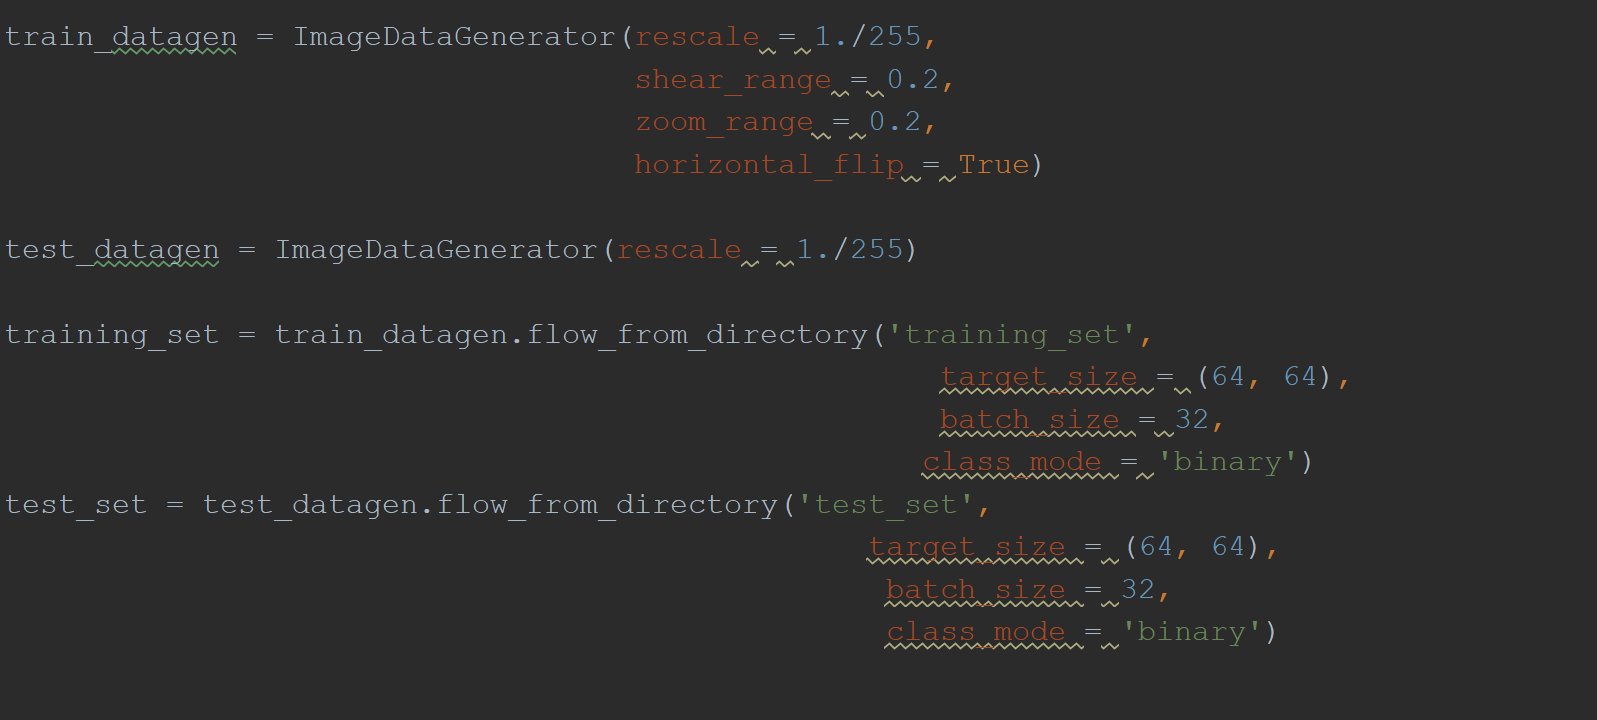 train_datagen = ImageDataGenerator(rescale = 1./255,
shear_range = 0.2,
zoom_range = 0.2,
horizontal_flip = True)
test_datagen = ImageDataGenerator(rescale = 1./255)
training_set = train_datagen.flow_from_directory('training_set',
target_size = (64, 64),
batch_size = 32,
class_mode = 'binary')
test_set = test_datagen.flow_from_directory('test_set',
target_size = (64, 64),
batch_size = 32,
class_mode = 'binary')